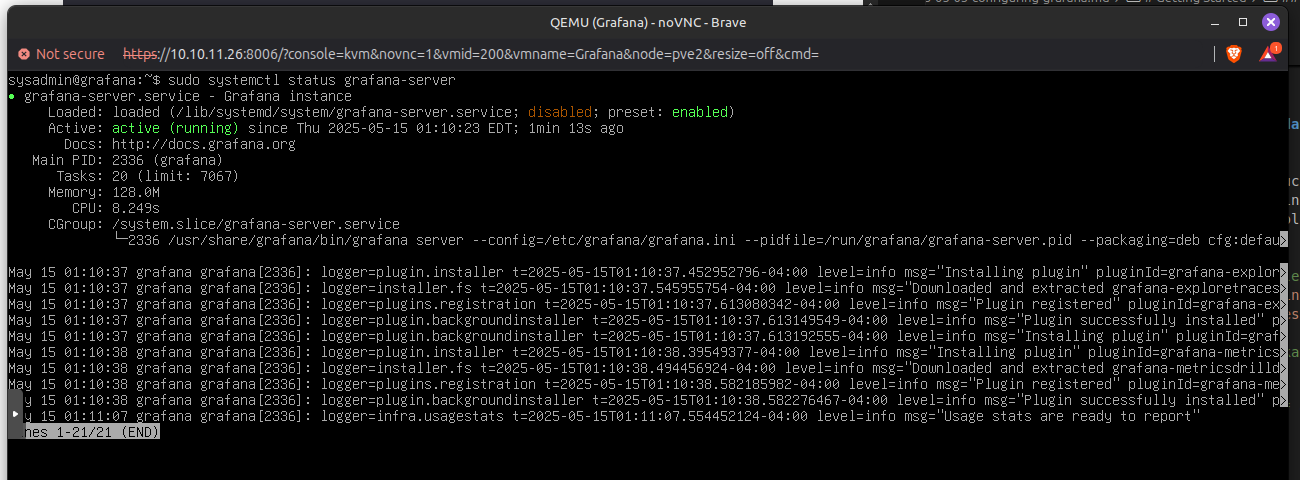 9 05-05 configuring grafana.md
QEMU (Grafana) - noVNC - Brave
Not secure https://10.10.11.26:8006/?console=kvm&novnc=1&vmid=200&vmname=Grafana&node=pve2&resize=off&cmd=
1
sysadmin@grafana:~$ sudo systemctl status grafana-server
● grafana-server.service - Grafana instance
Loaded: loaded (/lib/systemd/system/grafana-server.service; disabled; preset: enabled)
Active: active (running) since Thu 2025-05-15 01:10:23 EDT; 1min 13s ago
Docs: http://docs.grafana.org
Main PID: 2336 (grafana)
Tasks: 20 (limit: 7067)
Memory: 128.0M
CPU: 8.249s
CGroup: /system.slice/grafana-server.service
└─2336 /usr/share/grafana/bin/grafana server --config=/etc/grafana/grafana.ini --pidfile=/run/grafana/grafana-server.pid --packaging=deb cfg:defau>
May 15 01:10:37 grafana grafana[2336]: logger=plugin.installer t=2025-05-15T01:10:37.452952796-04:00 level=info msg="Installing plugin" pluginId=grafana-explor>
May 15 01:10:37 grafana grafana[2336]: logger=installer.fs t=2025-05-15T01:10:37.545955754-04:00 level=info msg="Downloaded and extracted grafana-exploretraces>
May 15 01:10:37 grafana grafana[2336]: logger=plugins.registration t=2025-05-15T01:10:37.613080342-04:00 level=info msg="Plugin registered" pluginId=grafana-ex>
May 15 01:10:37 grafana grafana[2336]: logger=plugin.backgroundinstaller t=2025-05-15T01:10:37.613149549-04:00 level=info msg="Plugin successfully installed" p>
May 15 01:10:37 grafana grafana[2336]: logger=plugin.backgroundinstaller t=2025-05-15T01:10:37.613192555-04:00 level=info msg="Installing plugin" pluginId=graf>
May 15 01:10:38 grafana grafana[2336]: logger=plugin.installer t=2025-05-15T01:10:38.39549377-04:00 level=info msg="Installing plugin" pluginId=grafana-metrics>
May 15 01:10:38 grafana grafana[2336]: logger=installer.fs t=2025-05-15T01:10:38.494456924-04:00 level=info msg="Downloaded and extracted grafana-metricsdrilld>
May 15 01:10:38 grafana grafana[2336]: logger=plugins.registration t=2025-05-15T01:10:38.582185982-04:00 level=info msg="Plugin registered" pluginId=grafana-me>
May 15 01:10:38 grafana grafana[2336]: logger=plugin.backgroundinstaller t=2025-05-15T01:10:38.582276467-04:00 level=info msg="Plugin successfully installed" p>
y 15 01:11:07 grafana grafana[2336]: logger=infra.usagestats t=2025-05-15T01:11:07.554452124-04:00 level=info msg="Usage stats are ready to report"
nes 1-21/21 (END)